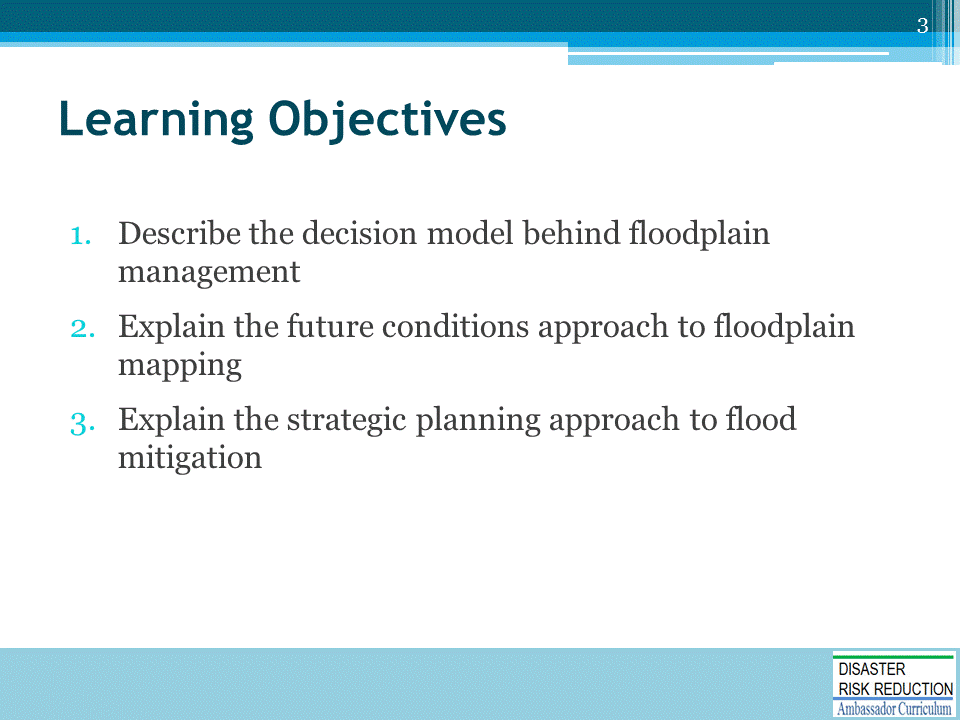 3
Learning Objectives
1. Describe the decision model behind floodplain
management
2. Explain the future conditions approach to floodplain
mapping
3. Explain the strategic planning approach to flood
mitigation
DISASTER
RISK REDUCTION
Ambassador Curriculum